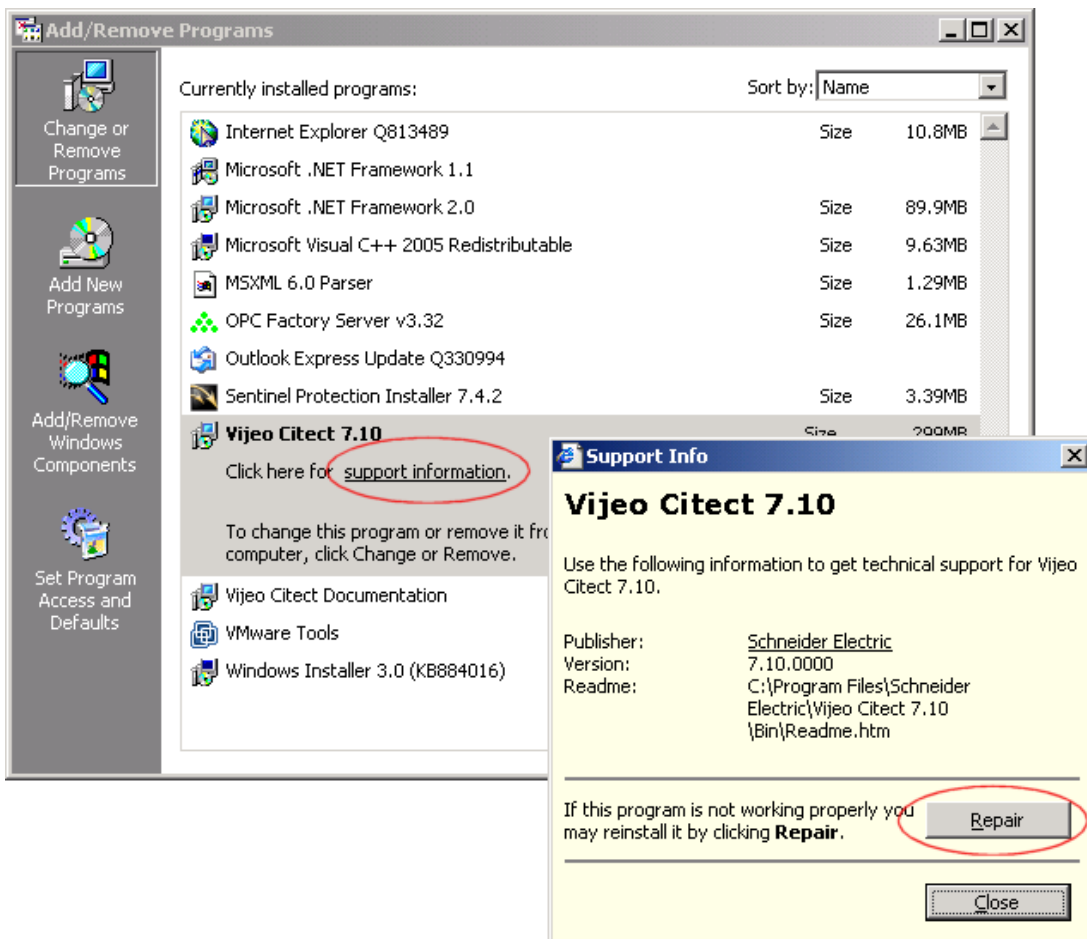 Add/Remove Programs
Change or
Remove
Programs
Add New
Programs
Add/Remove
Windows
Components
Set Program
Access and
Defaults
Currently installed programs:
Sort by: Name
Internet Explorer Q813489 Size 10.8MB
Microsoft .NET Framework 1.1
Microsoft .NET Framework 2.0 Size 89.9MB
Microsoft Visual C++ 2005 Redistributable Size 9.63MB
MSXML 6.0 Parser Size 1.29MB
OPC Factory Server v3.32 Size 26.1MB
Outlook Express Update Q330994
Sentinel Protection Installer 7.4.2 Size 3.39MB
Vijeo Citect 7.10 Size 299MB
Click here for support information.
To change this program or remove it fro
computer, click Change or Remove.
Vijeo Citect Documentation
VMware Tools
Windows Installer 3.0 (KB884016)
Support Info
Vijeo Citect 7.10
Use the following information to get technical support for Vijeo
Citect 7.10.
Publisher: Schneider Electric
Version: 7.10.0000
Readme: C:\Program Files\Schneider
Electric\Vijeo Citect 7.10
\Bin\Readme.htm
If this program is not working properly you
may reinstall it by clicking Repair.
Repair
Close